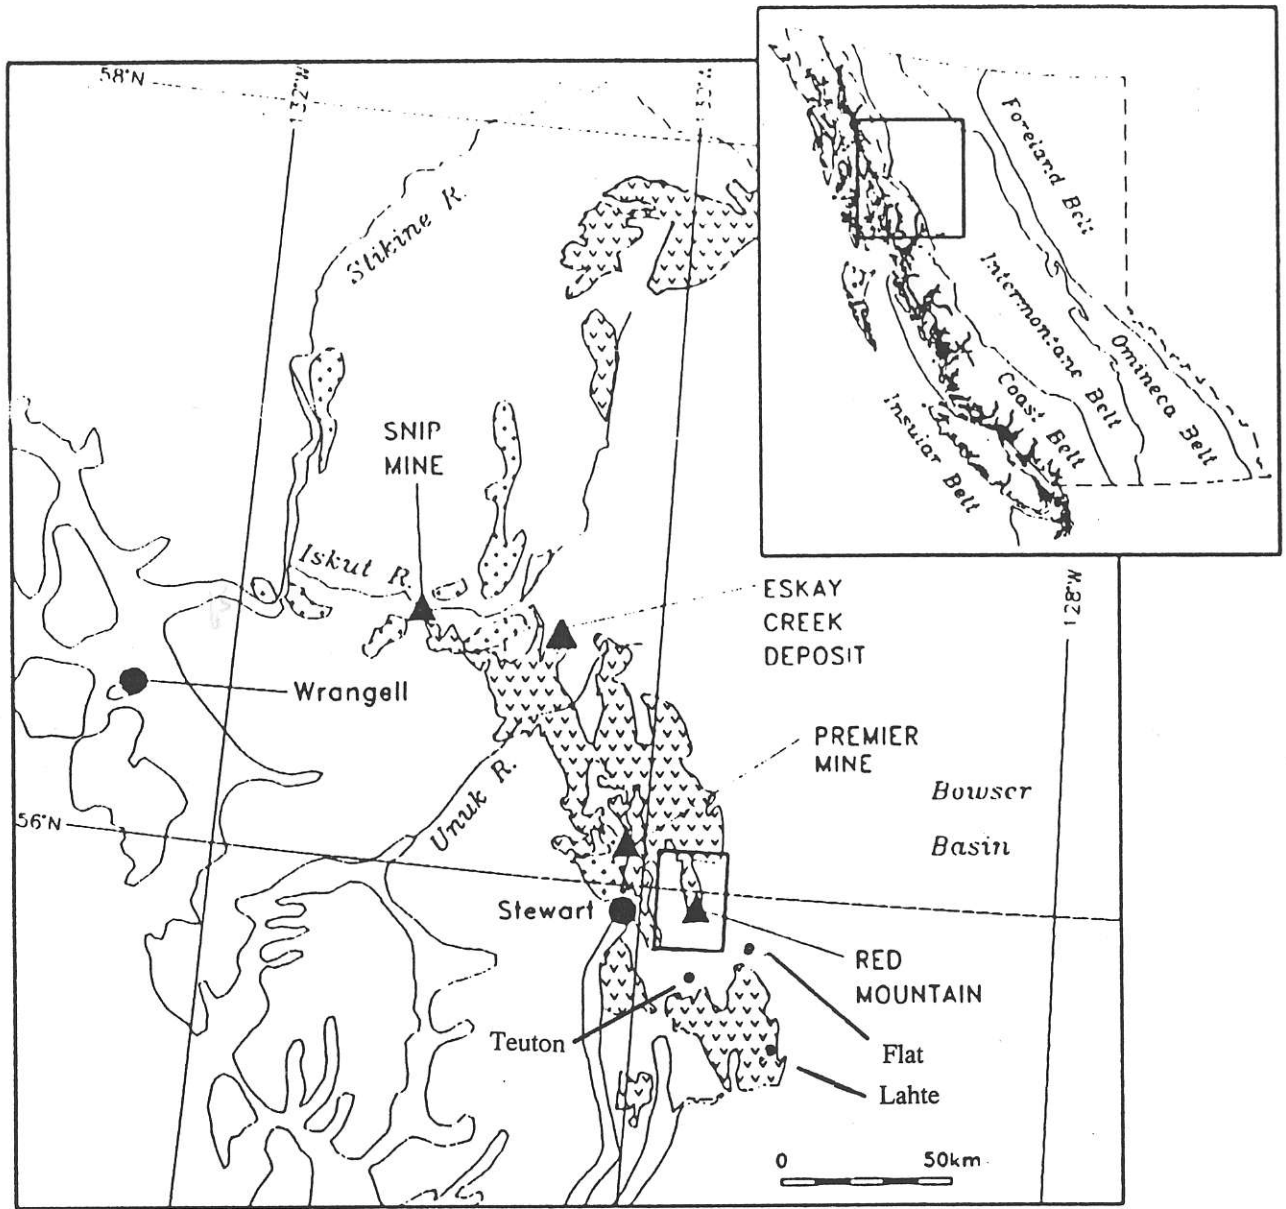 58°N
132°W
Stikine R.
SNIP
MINE
Iskut R.
Wrangell
ESKAY
CREEK
DEPOSIT
128°W
PREMIER
MINE
Unuk R.
Bowser
Basin
56°N
Stewart
RED
MOUNTAIN
Teuton
Flat
Lahte
0 50km
Foreland Belt
Intermontane Belt
Omineca Belt
Coast Belt
Insular Belt